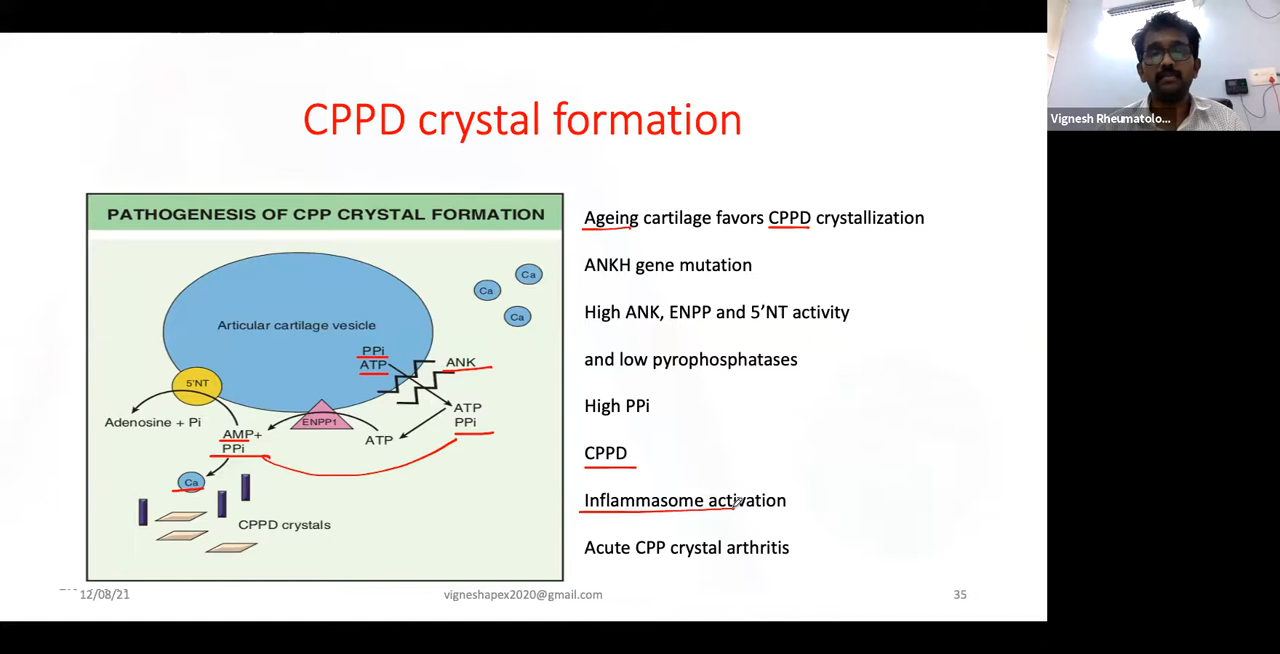 CPPD crystal formation
Vignesh Rheumatolo...
PATHOGENESIS OF CPP CRYSTAL FORMATION
Ca
Ca
Ca
Articular cartilage vesicle
PPi
ATP
ANK
5'NT
ATP
PPi
Adenosine + Pi
ENPP1
AMP+
PPi
ATP
Ca
CPPD crystals
Ageing cartilage favors CPPD crystallization
ANKH gene mutation
High ANK, ENPP and 5’NT activity
and low pyrophosphatases
High PPi
CPPD
Inflammasome activation
Acute CPP crystal arthritis
12/08/21
vigneshapex2020@gmail.com
35